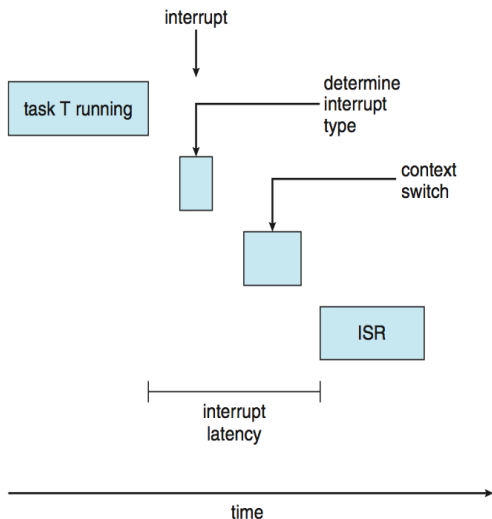 interrupt
task T running
determine
interrupt
type
context
switch
ISR
interrupt
latency
time